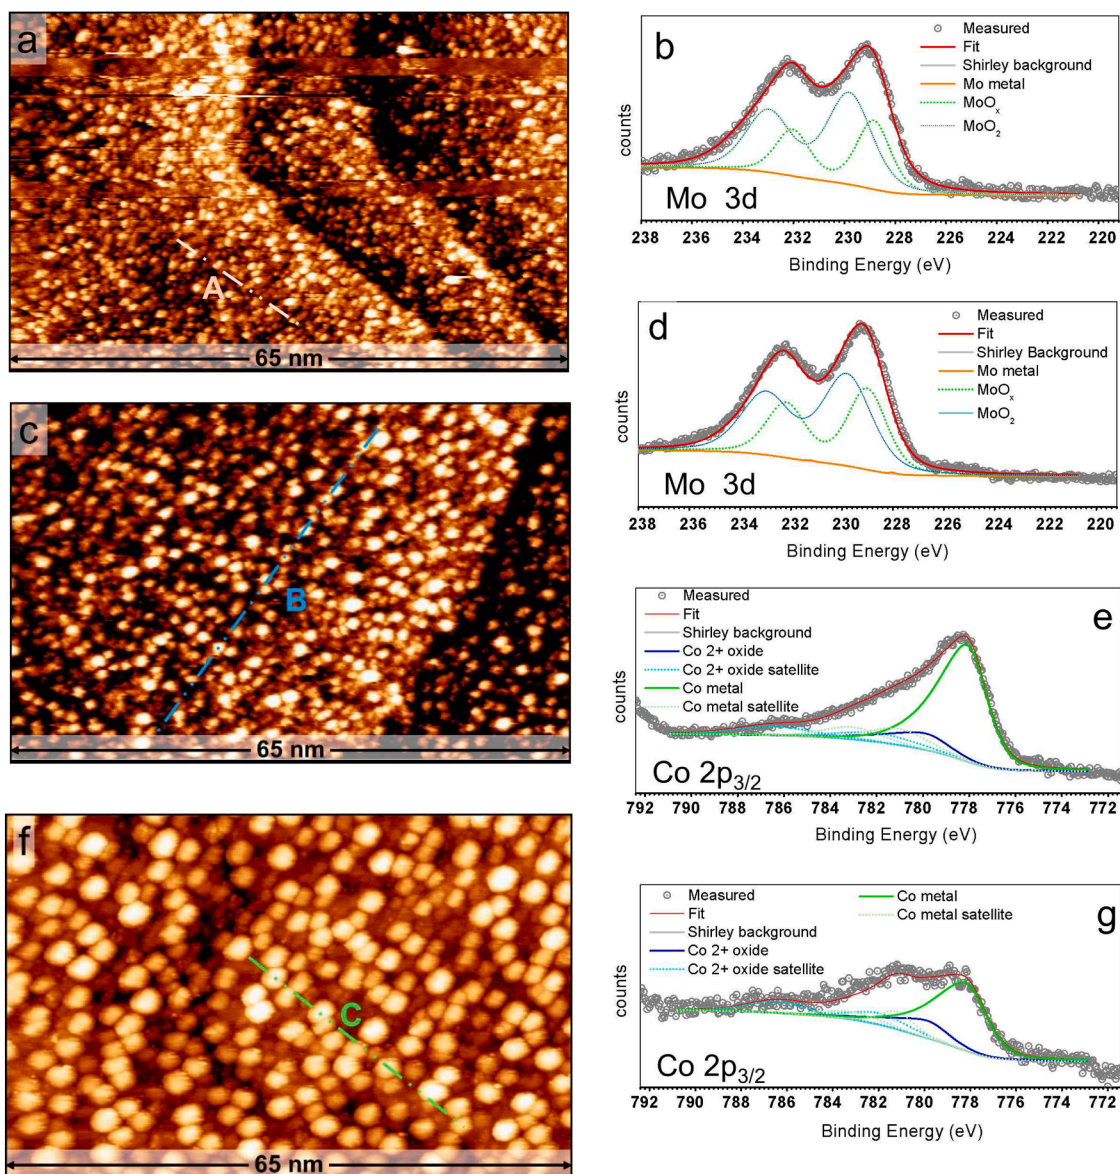 a
A
65 nm
b
Measured
Fit
Shirley background
Mo metal
MoOₓ
MoO₂
counts
Mo 3d
238 236 234 232 230 228 226 224 222 220
Binding Energy (eV)
c
B
65 nm
d
Measured
Fit
Shirley Background
Mo metal
MoOₓ
MoO₂
counts
Mo 3d
238 236 234 232 230 228 226 224 222 220
Binding Energy (eV)
e
Measured
Fit
Shirley background
Co 2+ oxide
Co 2+ oxide satellite
Co metal
Co metal satellite
counts
Co 2p3/2
792 790 788 786 784 782 780 778 776 774 772
Binding Energy (eV)
f
C
65 nm
g
Measured
Fit
Shirley background
Co 2+ oxide
Co 2+ oxide satellite
Co metal
Co metal satellite
counts
Co 2p3/2
792 790 788 786 784 782 780 778 776 774 772
Binding Energy (eV)